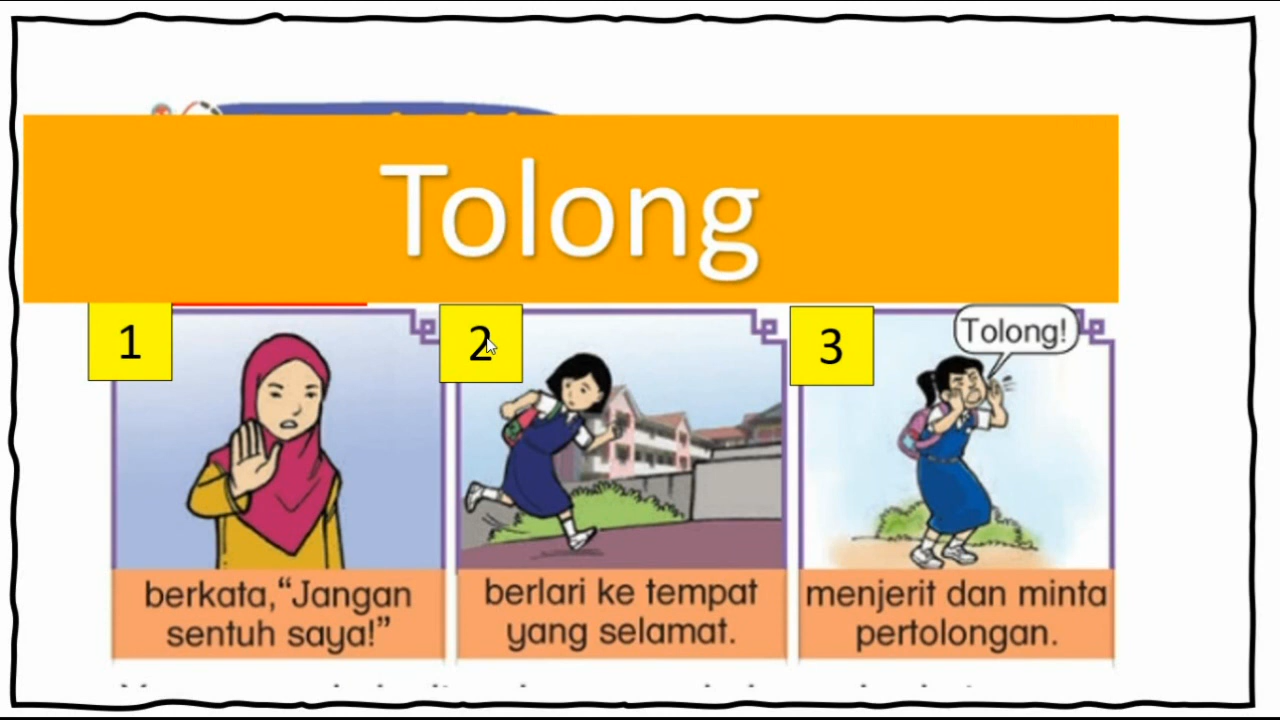 Tolong
1
2
3
Tolong!
berkata,“Jangan
sentuh saya!”
berlari ke tempat
yang selamat.
menjerit dan minta
pertolongan.